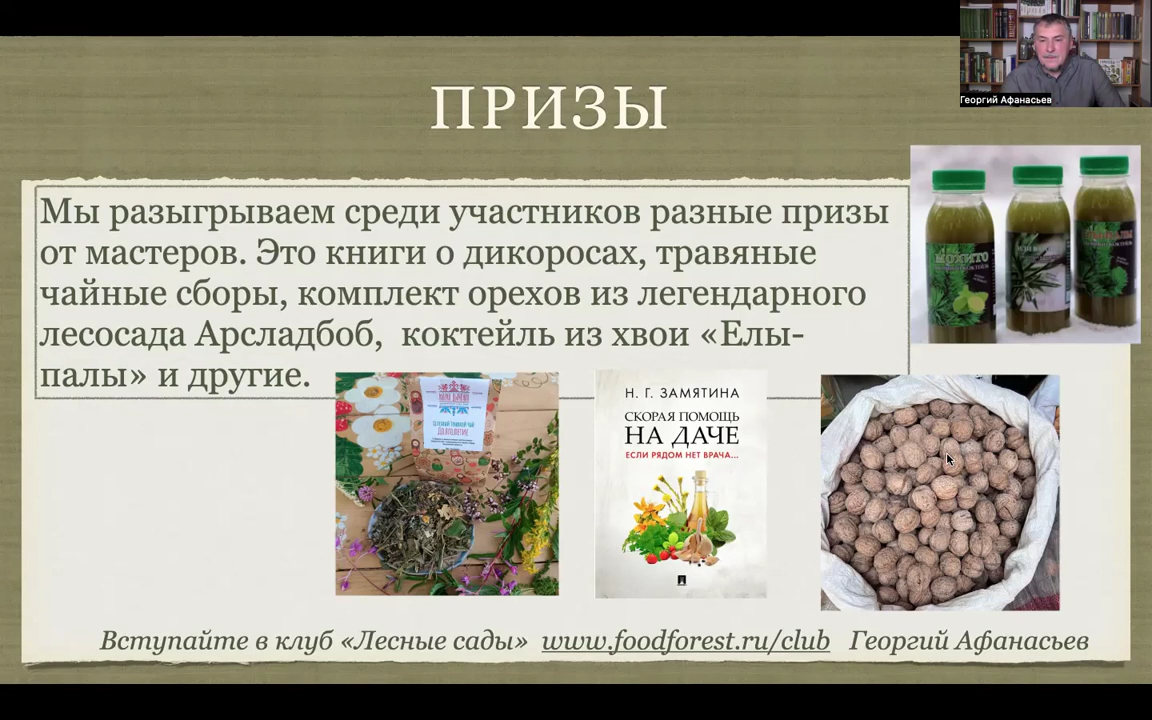 ПРИЗЫ
Георгий Афанасьев
Мы разыгрываем среди участников разные призы
от мастеров. Это книги о дикоросах, травяные
чайные сборы, комплект орехов из легендарного
лесосада Арсладбоб, коктейль из хвои «Елы-
палы» и другие.
МОХИТО
Долголетие
Н. Г. ЗАМЯТИНА
СКОРАЯ ПОМОЩЬ
НА ДАЧЕ
ЕСЛИ РЯДОМ НЕТ ВРАЧА...
Вступайте в клуб «Лесные сады» www.foodforest.ru/club Георгий Афанасьев